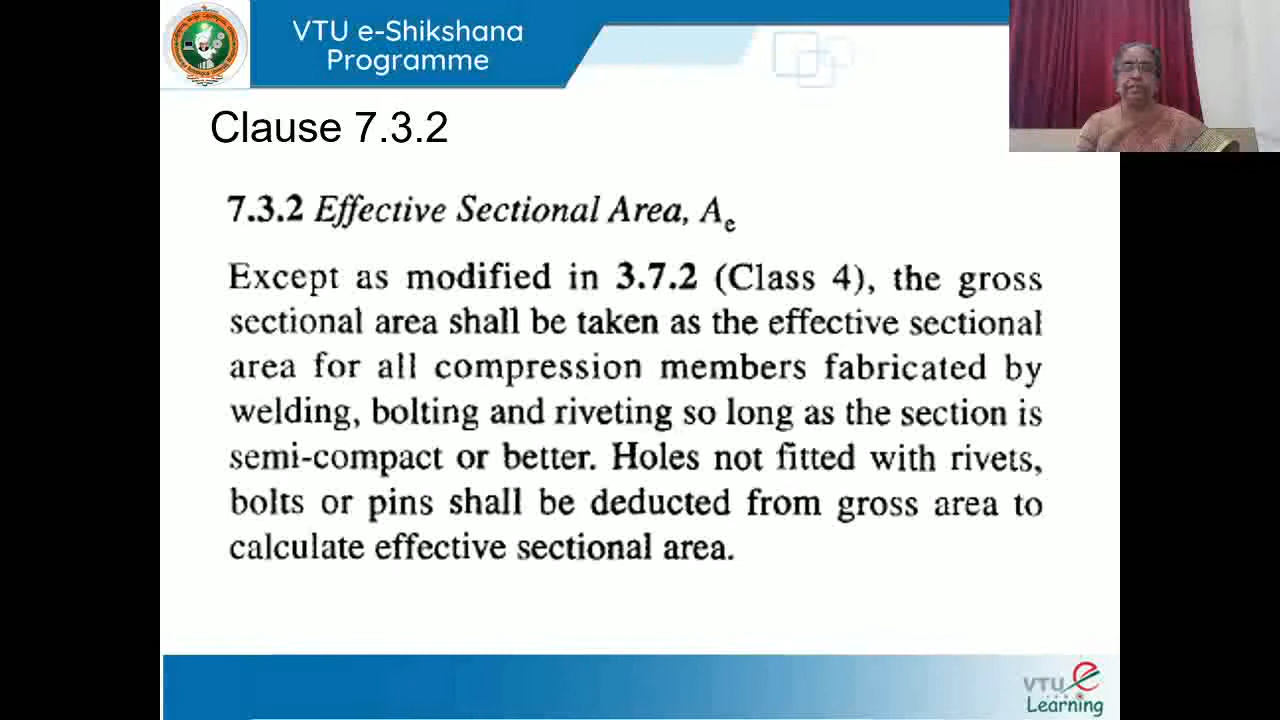 VTU e-Shikshana
Programme
Clause 7.3.2
7.3.2 Effective Sectional Area, Ae
Except as modified in 3.7.2 (Class 4), the gross
sectional area shall be taken as the effective sectional
area for all compression members fabricated by
welding, bolting and riveting so long as the section is
semi-compact or better. Holes not fitted with rivets,
bolts or pins shall be deducted from gross area to
calculate effective sectional area.
VTU e
Learning